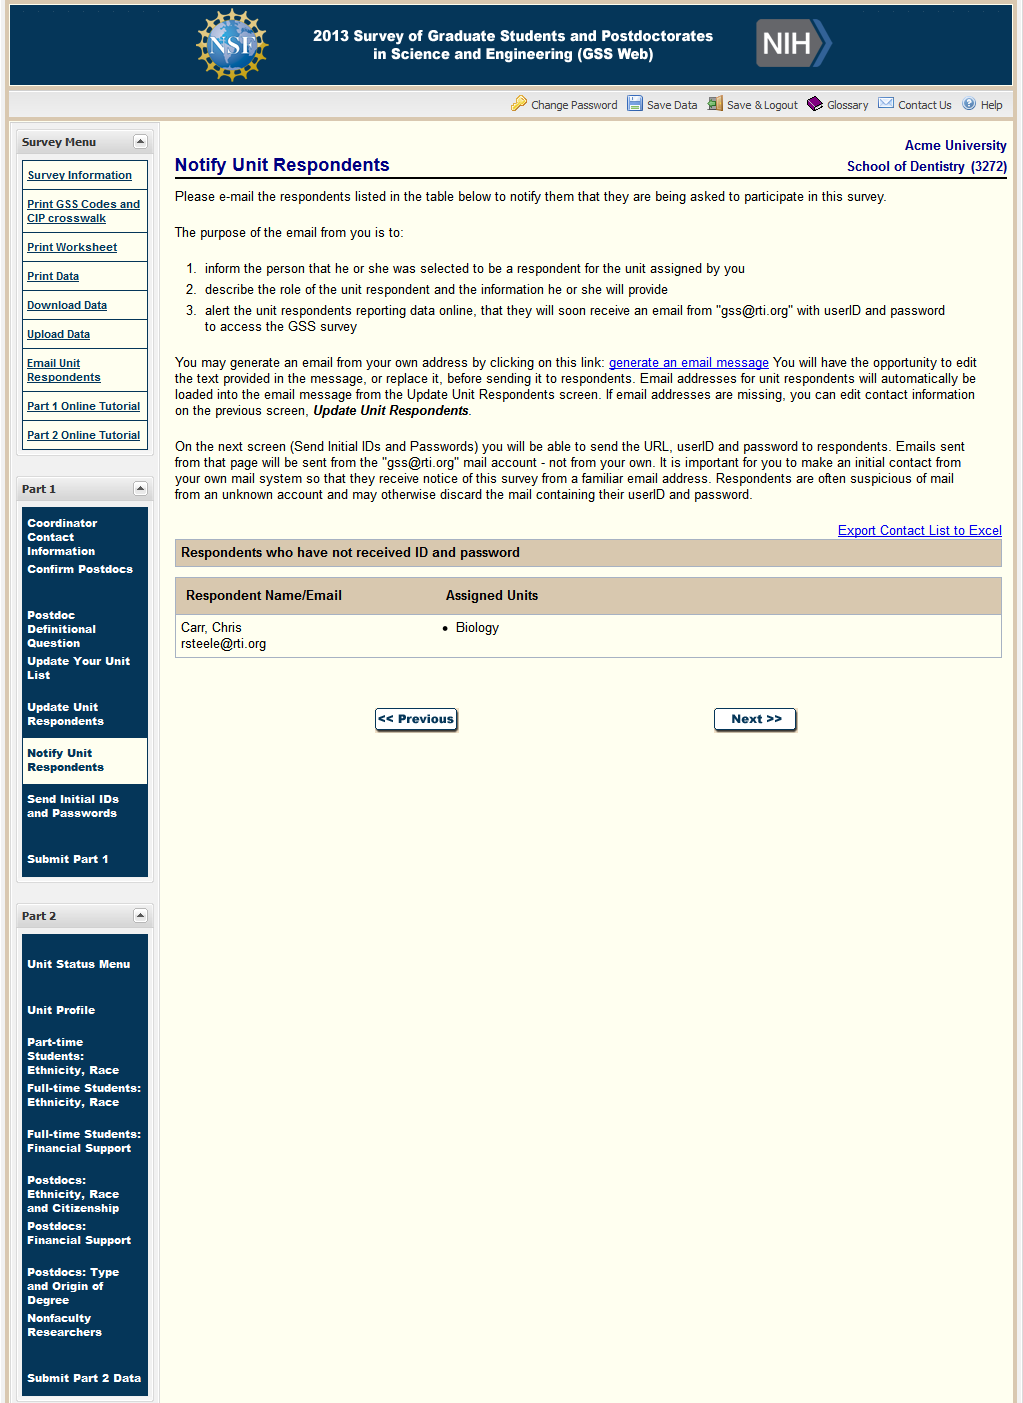 NSF
2013 Survey of Graduate Students and Postdoctorates
in Science and Engineering (GSS Web)
NIH
Change Password Save Data Save & Logout Glossary Contact Us Help
Survey Menu
Survey Information
Print GSS Codes and
CIP crosswalk
Print Worksheet
Print Data
Download Data
Upload Data
Email Unit
Respondents
Part 1 Online Tutorial
Part 2 Online Tutorial
Part 1
Coordinator
Contact
Information
Confirm Postdocs
Postdoc
Definitional
Question
Update Your Unit
List
Update Unit
Respondents
Notify Unit
Respondents
Send Initial IDs
and Passwords
Submit Part 1
Part 2
Unit Status Menu
Unit Profile
Part-time
Students:
Ethnicity, Race
Full-time Students:
Ethnicity, Race
Full-time Students:
Financial Support
Postdocs:
Ethnicity, Race
and Citizenship
Postdocs:
Financial Support
Postdocs: Type
and Origin of
Degree
Nonfaculty
Researchers
Submit Part 2 Data
Acme University
Notify Unit Respondents
School of Dentistry (3272)
Please e-mail the respondents listed in the table below to notify them that they are being asked to participate in this survey.
The purpose of the email from you is to:
1. inform the person that he or she was selected to be a respondent for the unit assigned by you
2. describe the role of the unit respondent and the information he or she will provide
3. alert the unit respondents reporting data online, that they will soon receive an email from "gss@rti.org" with userID and password
to access the GSS survey
You may generate an email from your own address by clicking on this link: generate an email message You will have the opportunity to edit
the text provided in the message, or replace it, before sending it to respondents. Email addresses for unit respondents will automatically be
loaded into the email message from the Update Unit Respondents screen. If email addresses are missing, you can edit contact information
on the previous screen, Update Unit Respondents.
On the next screen (Send Initial IDs and Passwords) you will be able to send the URL, userID and password to respondents. Emails sent
from that page will be sent from the "gss@rti.org" mail account - not from your own. It is important for you to make an initial contact from
your own mail system so that they receive notice of this survey from a familiar email address. Respondents are often suspicious of mail
from an unknown account and may otherwise discard the mail containing their userID and password.
Export Contact List to Excel
Respondents who have not received ID and password
Respondent Name/Email Assigned Units
Carr, Chris • Biology
rsteele@rti.org
<< Previous Next >>